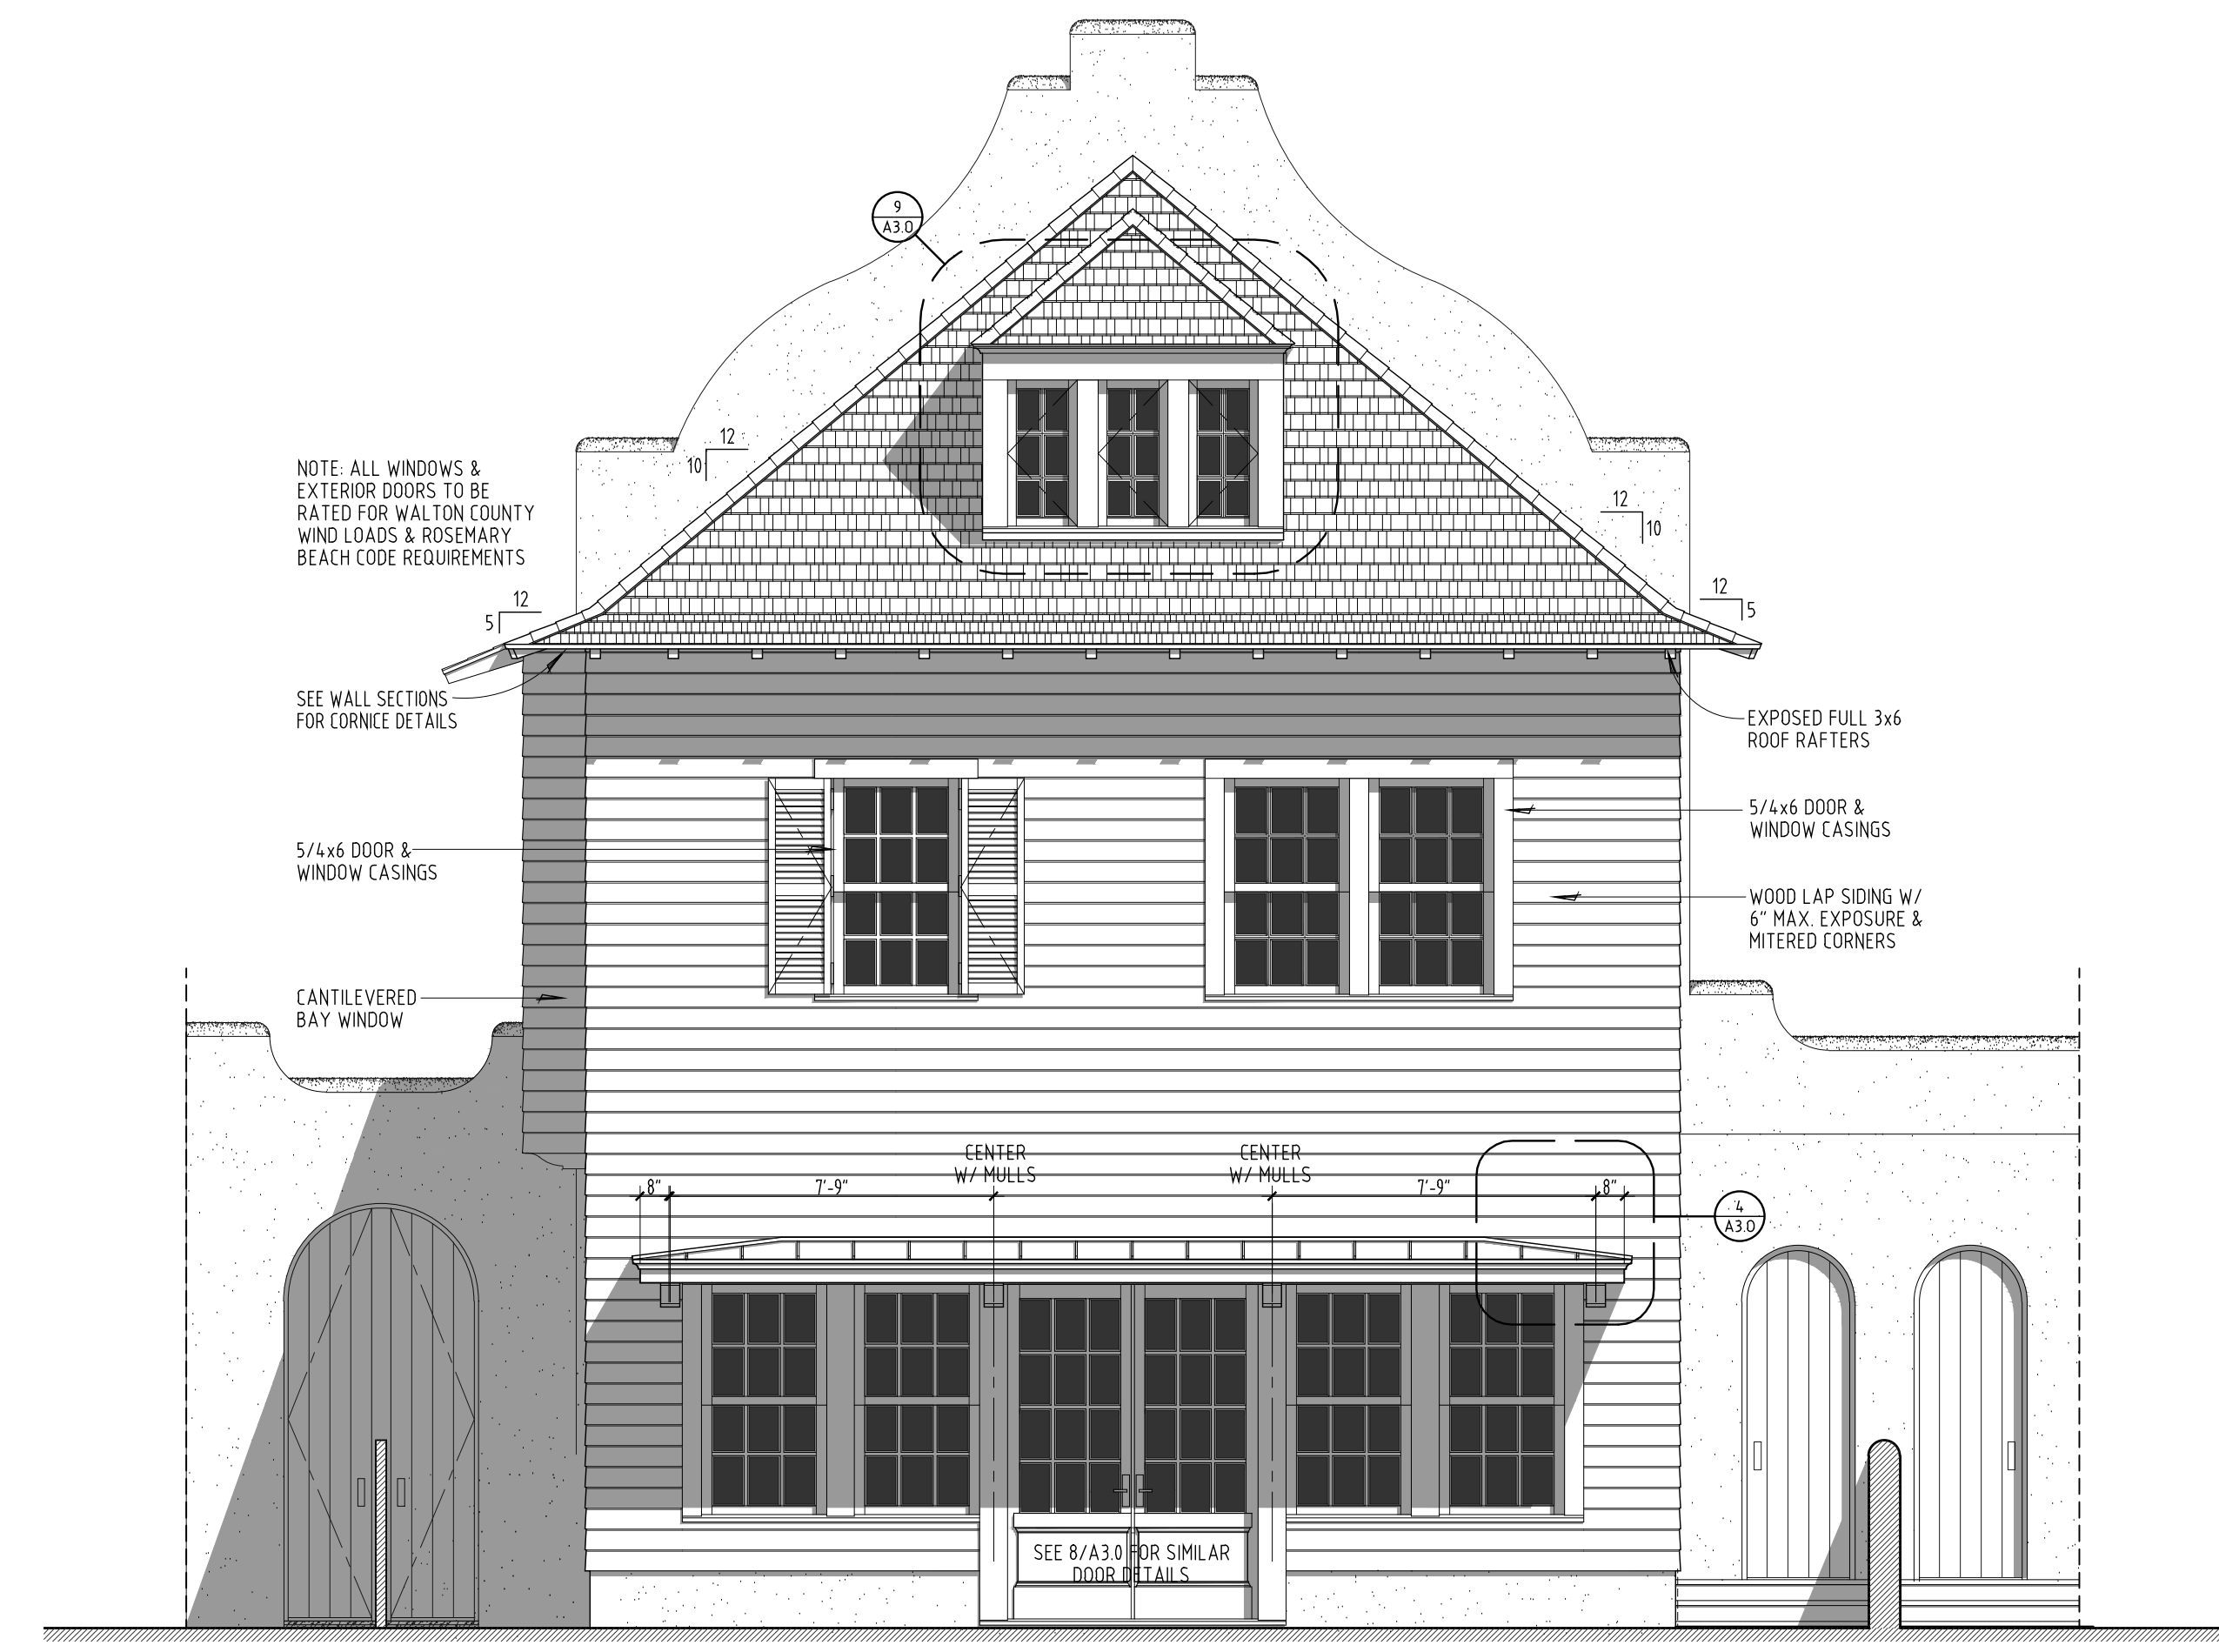 9
A3.0
12
10
NOTE: ALL WINDOWS &
EXTERIOR DOORS TO BE
RATED FOR WALTON COUNTY
WIND LOADS & ROSEMARY
BEACH CODE REQUIREMENTS
12
10
12
5
12
5
SEE WALL SECTIONS
FOR CORNICE DETAILS
EXPOSED FULL 3x6
ROOF RAFTERS
5/4x6 DOOR &
WINDOW CASINGS
5/4x6 DOOR &
WINDOW CASINGS
WOOD LAP SIDING W/
6" MAX. EXPOSURE &
MITERED CORNERS
CANTILEVERED
BAY WINDOW
CENTER
W/ MULLS
CENTER
W/ MULLS
8"
7'-9"
7'-9"
8"
4
A3.0
SEE 8/A3.0 FOR SIMILAR
DOOR DETAILS